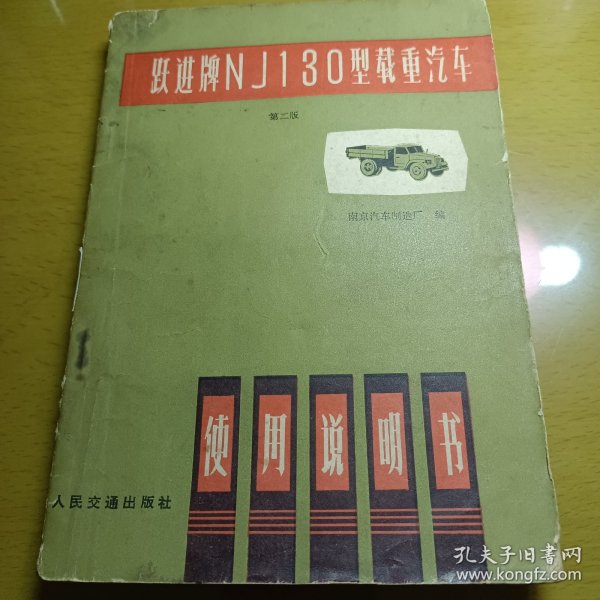 跃进牌NJ130型载重汽车
第二版
南京汽车制造厂 编
使用说明书
人民交通出版社
孔夫子旧书网
www.kongfz.com